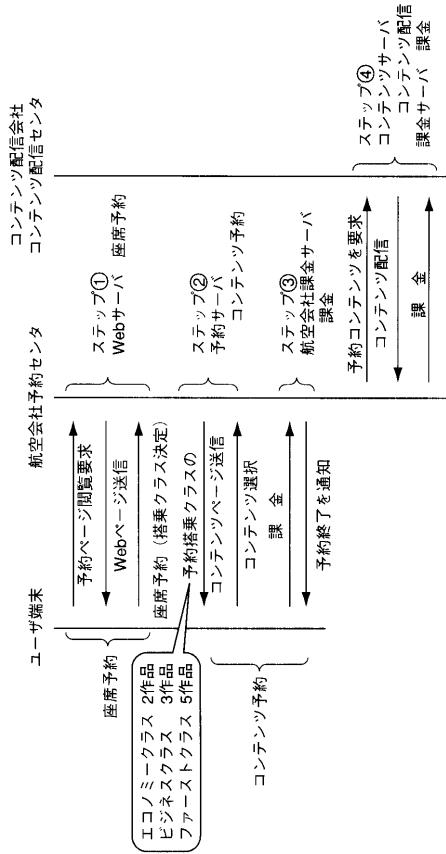 ユーザ端末
航空会社予約センタ
コンテンツ配信会社
コンテンツ配信センタ
座席予約
予約ページ閲覧要求
Webページ送信
座席予約（搭乗クラス決定）
ステップ①
Webサーバ
座席予約
エコノミークラス 2作品
ビジネスクラス 3作品
ファーストクラス 5作品
予約搭乗クラスの
コンテンツページ送信
コンテンツ選択
ステップ②
予約サーバ
コンテンツ予約
コンテンツ予約
課金
予約終了を通知
ステップ③
航空会社課金サーバ
課金
予約コンテンツを要求
コンテンツ配信
課金
ステップ④
コンテンツサーバ
コンテンツ配信
課金サーバ 課金